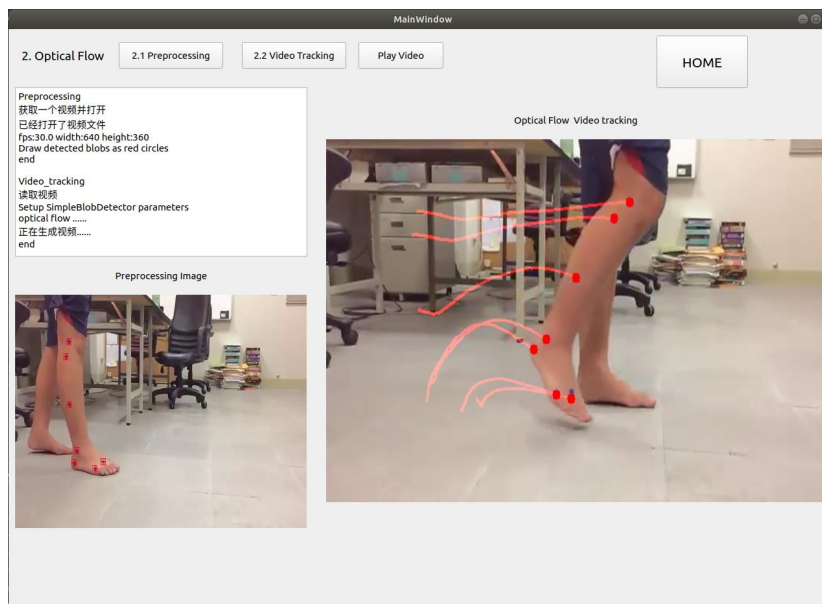 MainWindow
2. Optical Flow
2.1 Preprocessing
2.2 Video Tracking
Play Video
HOME
Preprocessing
获取一个视频并打开
已经打开了视频文件
fps:30.0 width:640 height:360
Draw detected blobs as red circles
end
Video_tracking
读取视频
Setup SimpleBlobDetector parameters
optical flow ......
正在生成视频......
end
Optical Flow  Video tracking
Preprocessing Image